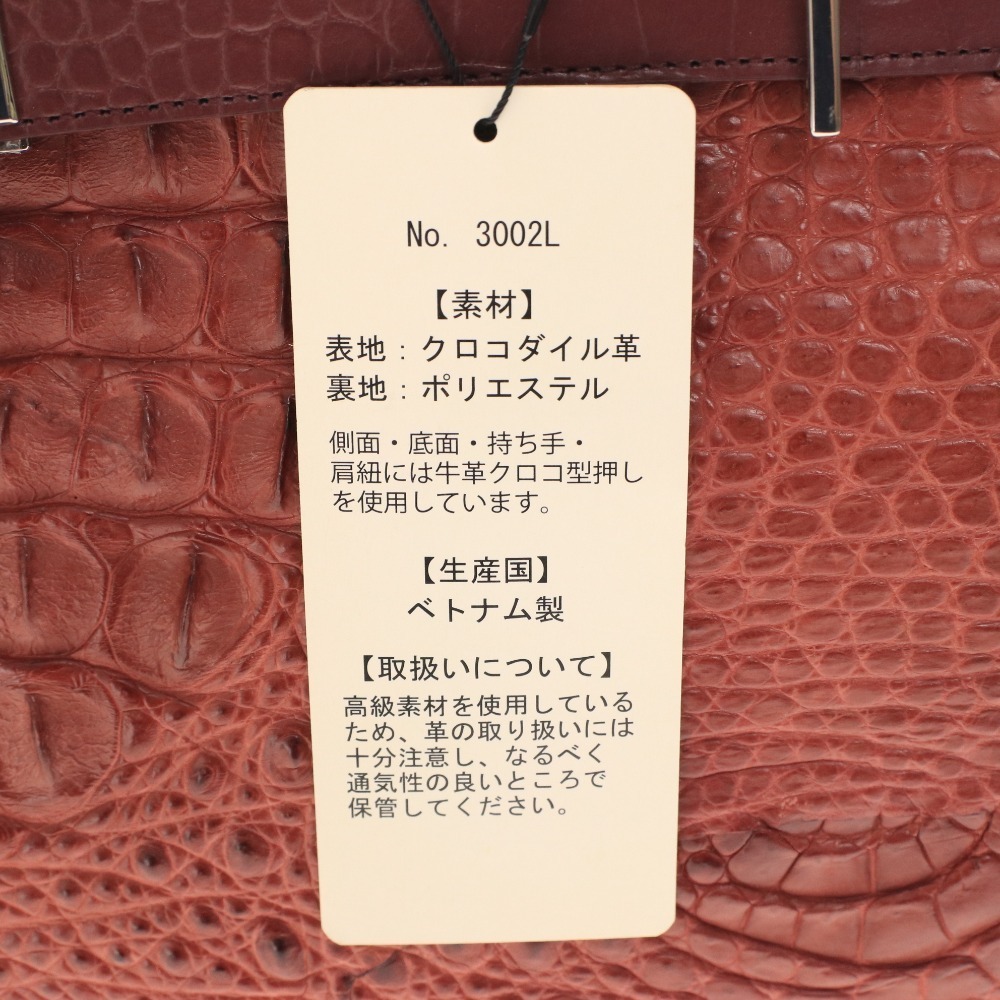 No. 3002L
【素材】
表地：クロコダイル革
裏地：ポリエステル
側面・底面・持ち手・
肩紐には牛革クロコ型押し
を使用しています。
【生産国】
ベトナム製
【取扱いについて】
高級素材を使用している
ため、革の取り扱いには
十分注意し、なるべく
通気性の良いところで
保管してください。